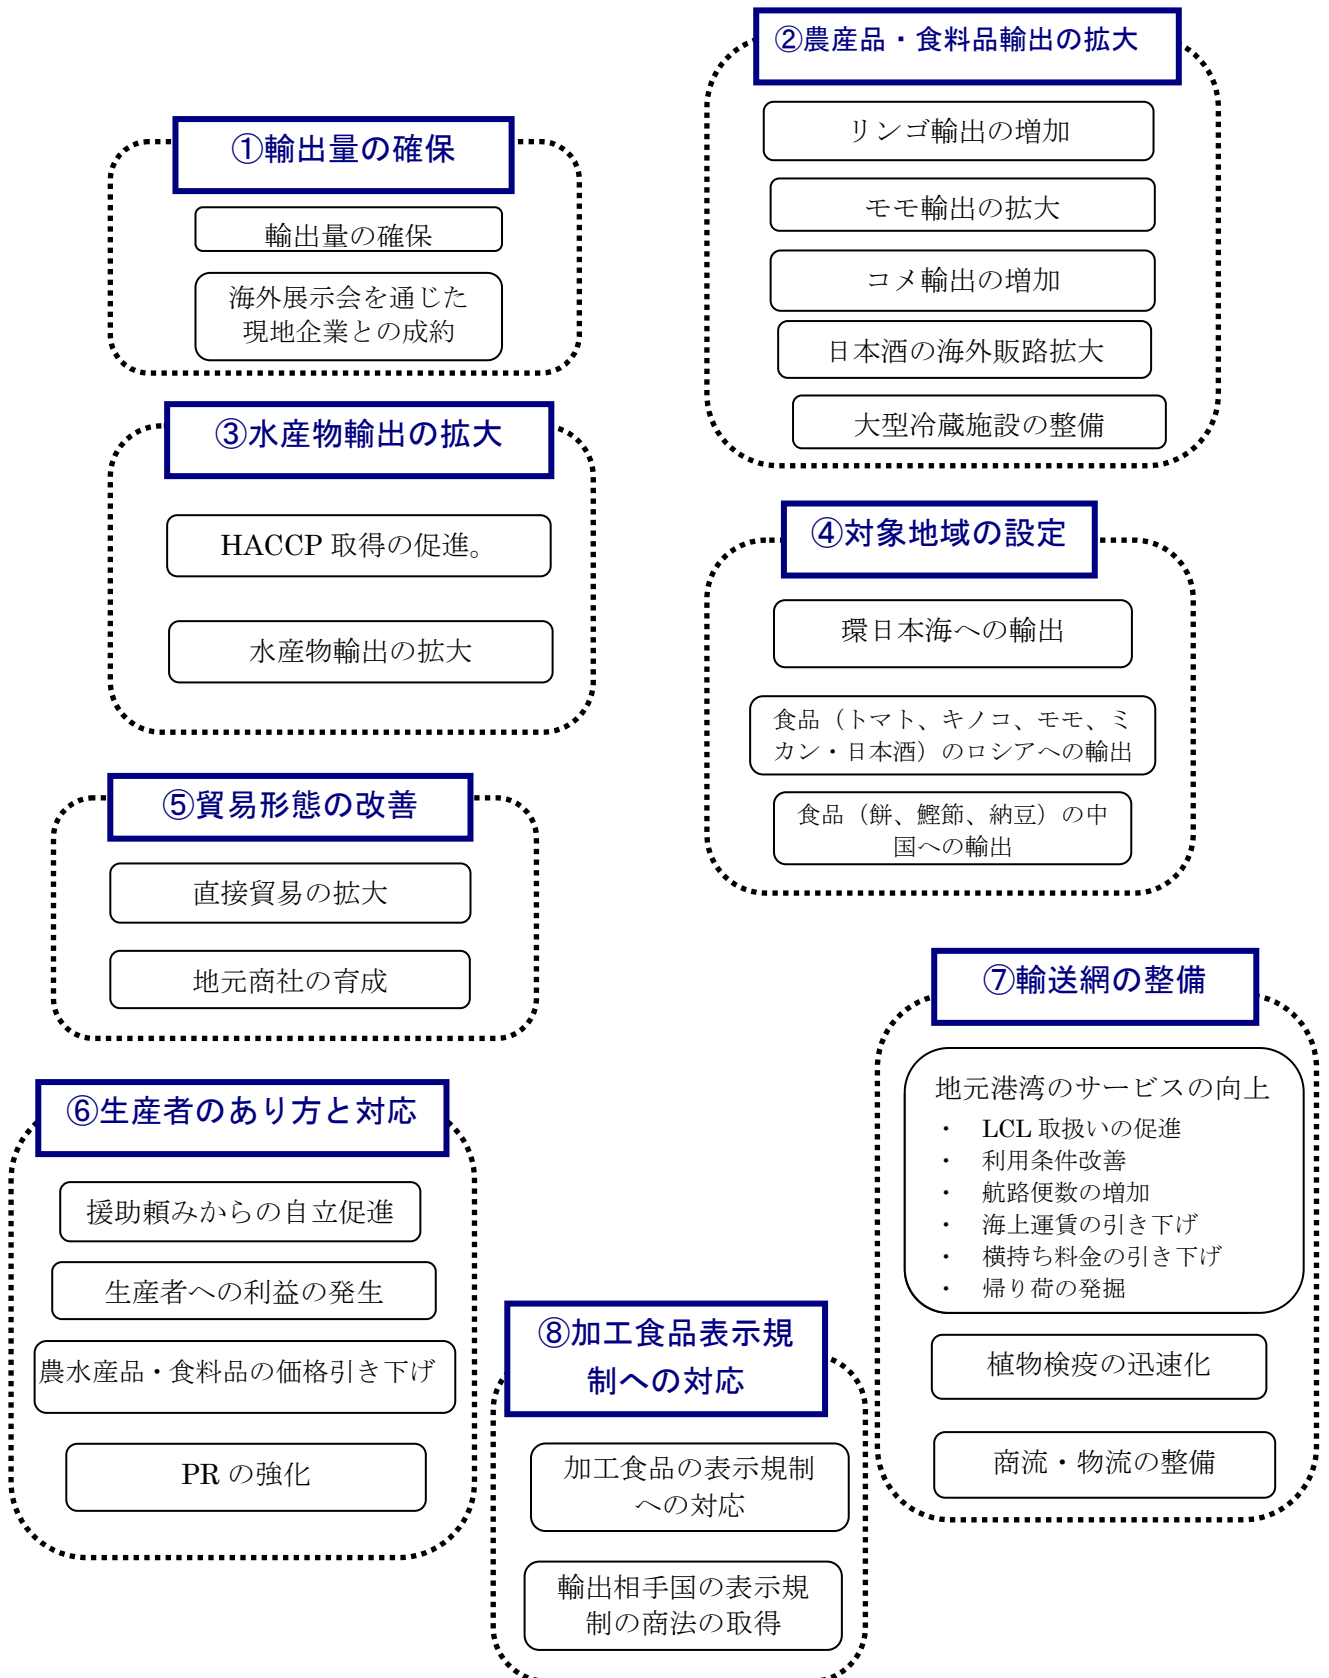 ①輸出量の確保
輸出量の確保
海外展示会を通じた
現地企業との成約
②農産品・食料品輸出の拡大
リンゴ輸出の増加
モモ輸出の拡大
コメ輸出の増加
日本酒の海外販路拡大
大型冷蔵施設の整備
③水産物輸出の拡大
HACCP 取得の促進。
水産物輸出の拡大
④対象地域の設定
環日本海への輸出
食品（トマト、キノコ、モモ、ミ
カン・日本酒）のロシアへの輸出
食品（餅、鰹節、納豆）の中
国への輸出
⑤貿易形態の改善
直接貿易の拡大
地元商社の育成
⑥生産者のあり方と対応
援助頼みからの自立促進
生産者への利益の発生
農水産品・食料品の価格引き下げ
PR の強化
⑦輸送網の整備
地元港湾のサービスの向上
・ LCL 取扱いの促進
・ 利用条件改善
・ 航路便数の増加
・ 海上運賃の引き下げ
・ 横持ち料金の引き下げ
・ 帰り荷の発掘
植物検疫の迅速化
商流・物流の整備
⑧加工食品表示規
制への対応
加工食品の表示規制
への対応
輸出相手国の表示規
制の商法の取得